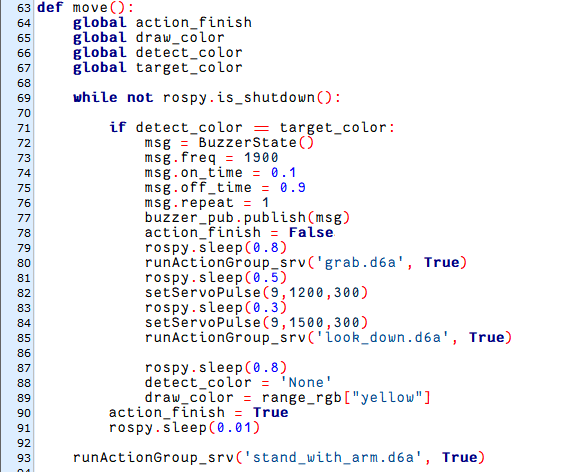 63 def move():
64     global action_finish
65     global draw_color
66     global detect_color
67     global target_color
68
69     while not rospy.is_shutdown():
70
71         if detect_color == target_color:
72             msg = BuzzerState()
73             msg.freq = 1900
74             msg.on_time = 0.1
75             msg.off_time = 0.9
76             msg.repeat = 1
77             buzzer_pub.publish(msg)
78             action_finish = False
79             rospy.sleep(0.8)
80             runActionGroup_srv('grab.d6a', True)
81             rospy.sleep(0.5)
82             setServoPulse(9,1200,300)
83             rospy.sleep(0.3)
84             setServoPulse(9,1500,300)
85             runActionGroup_srv('look_down.d6a', True)
86
87             rospy.sleep(0.8)
88             detect_color = 'None'
89             draw_color = range_rgb["yellow"]
90         action_finish = True
91         rospy.sleep(0.01)
92
93     runActionGroup_srv('stand_with_arm.d6a', True)